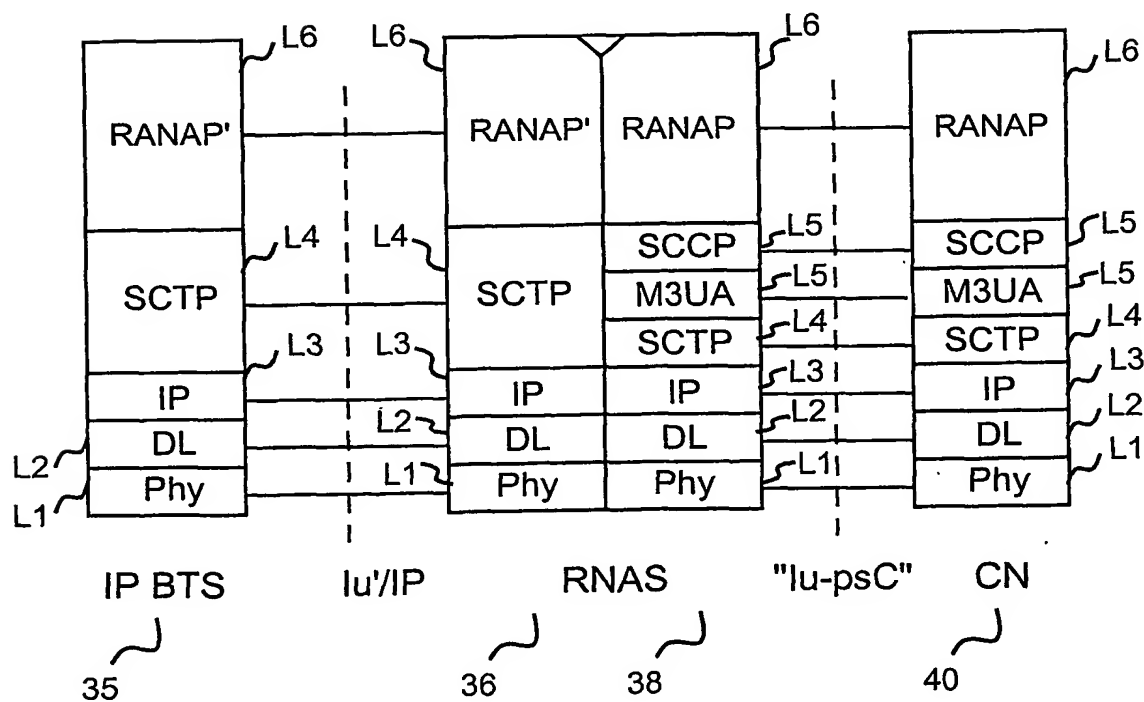 L6 L6 L6 L6
RANAP' RANAP' RANAP RANAP
L4 L4 SCCP L5 SCCP L5
SCTP SCTP M3UA L5 M3UA L5
L3 L3 SCTP L4 SCTP L4
IP IP IP L3 IP L3
L2 DL L2 DL DL L2 DL L2
L1 Phy L1 Phy Phy L1 Phy L1
IP BTS Iu'/IP RNAS "Iu-psC" CN
35 36 38 40